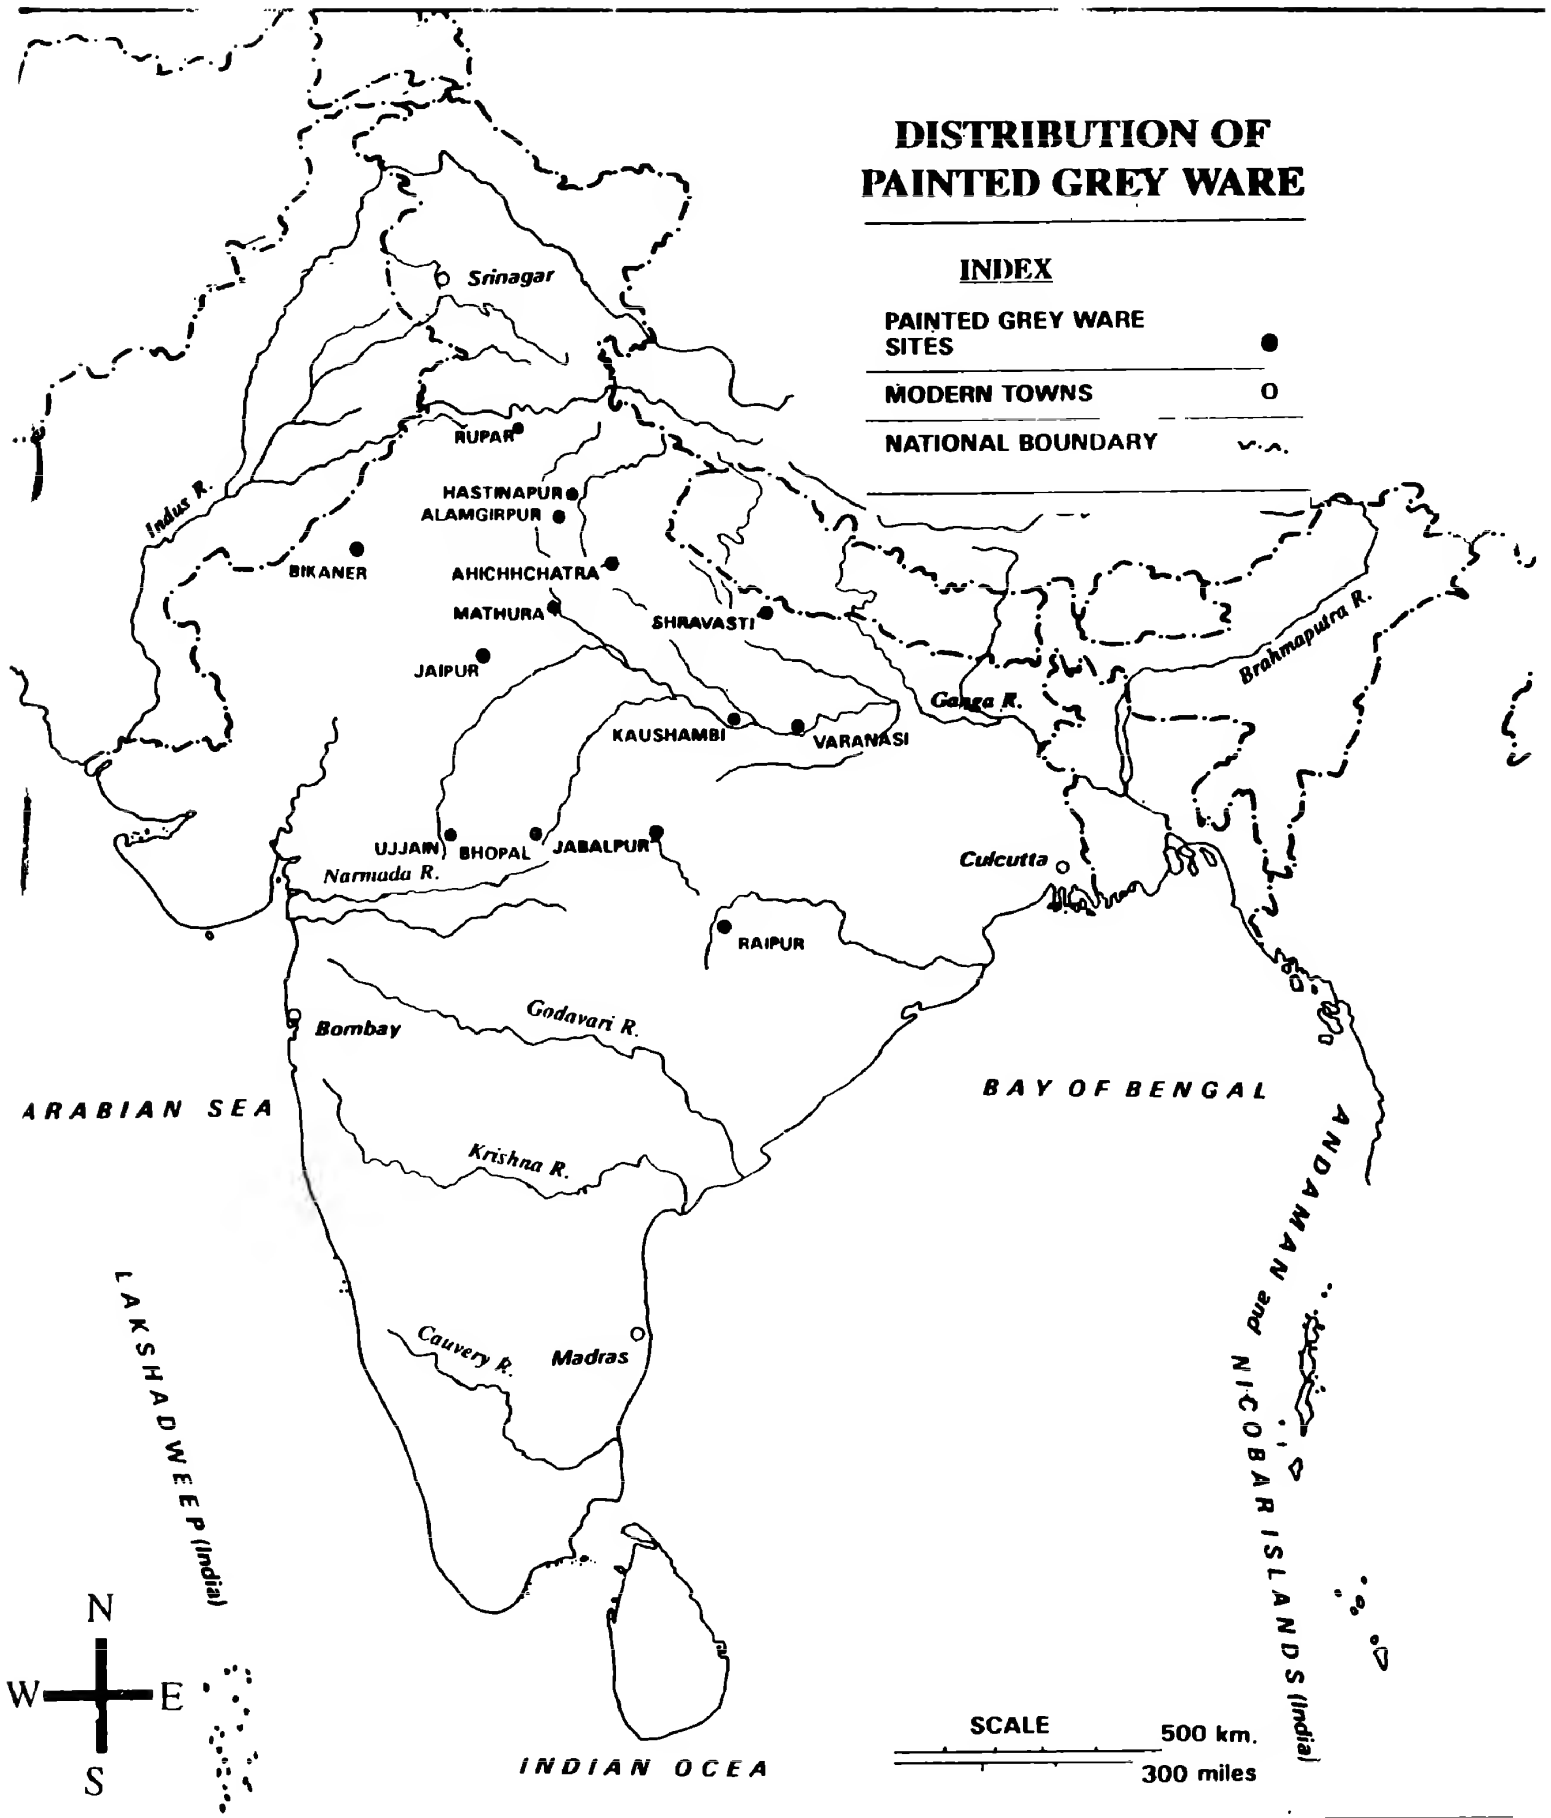 DISTRIBUTION OF
PAINTED GREY WARE
INDEX
PAINTED GREY WARE
SITES
MODERN TOWNS
NATIONAL BOUNDARY
Srinagar
RUPAR
Indus R.
HASTINAPUR
ALAMGIRPUR
BIKANER
AHICHHCHATRA
MATHURA
SHRAVASTI
Brahmaputra R.
JAIPUR
Ganga R.
KAUSHAMBI
VARANASI
UJJAIN
BHOPAL
JABALPUR
Culcutta
Narmada R.
RAIPUR
Godavari R.
Bombay
BAY OF BENGAL
ARABIAN SEA
Krishna R.
ANDAMAN and NICOBAR ISLANDS (India)
LAKSHADWEEP (India)
Cauvery R.
Madras
N
W E
S
SCALE
500 km.
300 miles
INDIAN OCEA